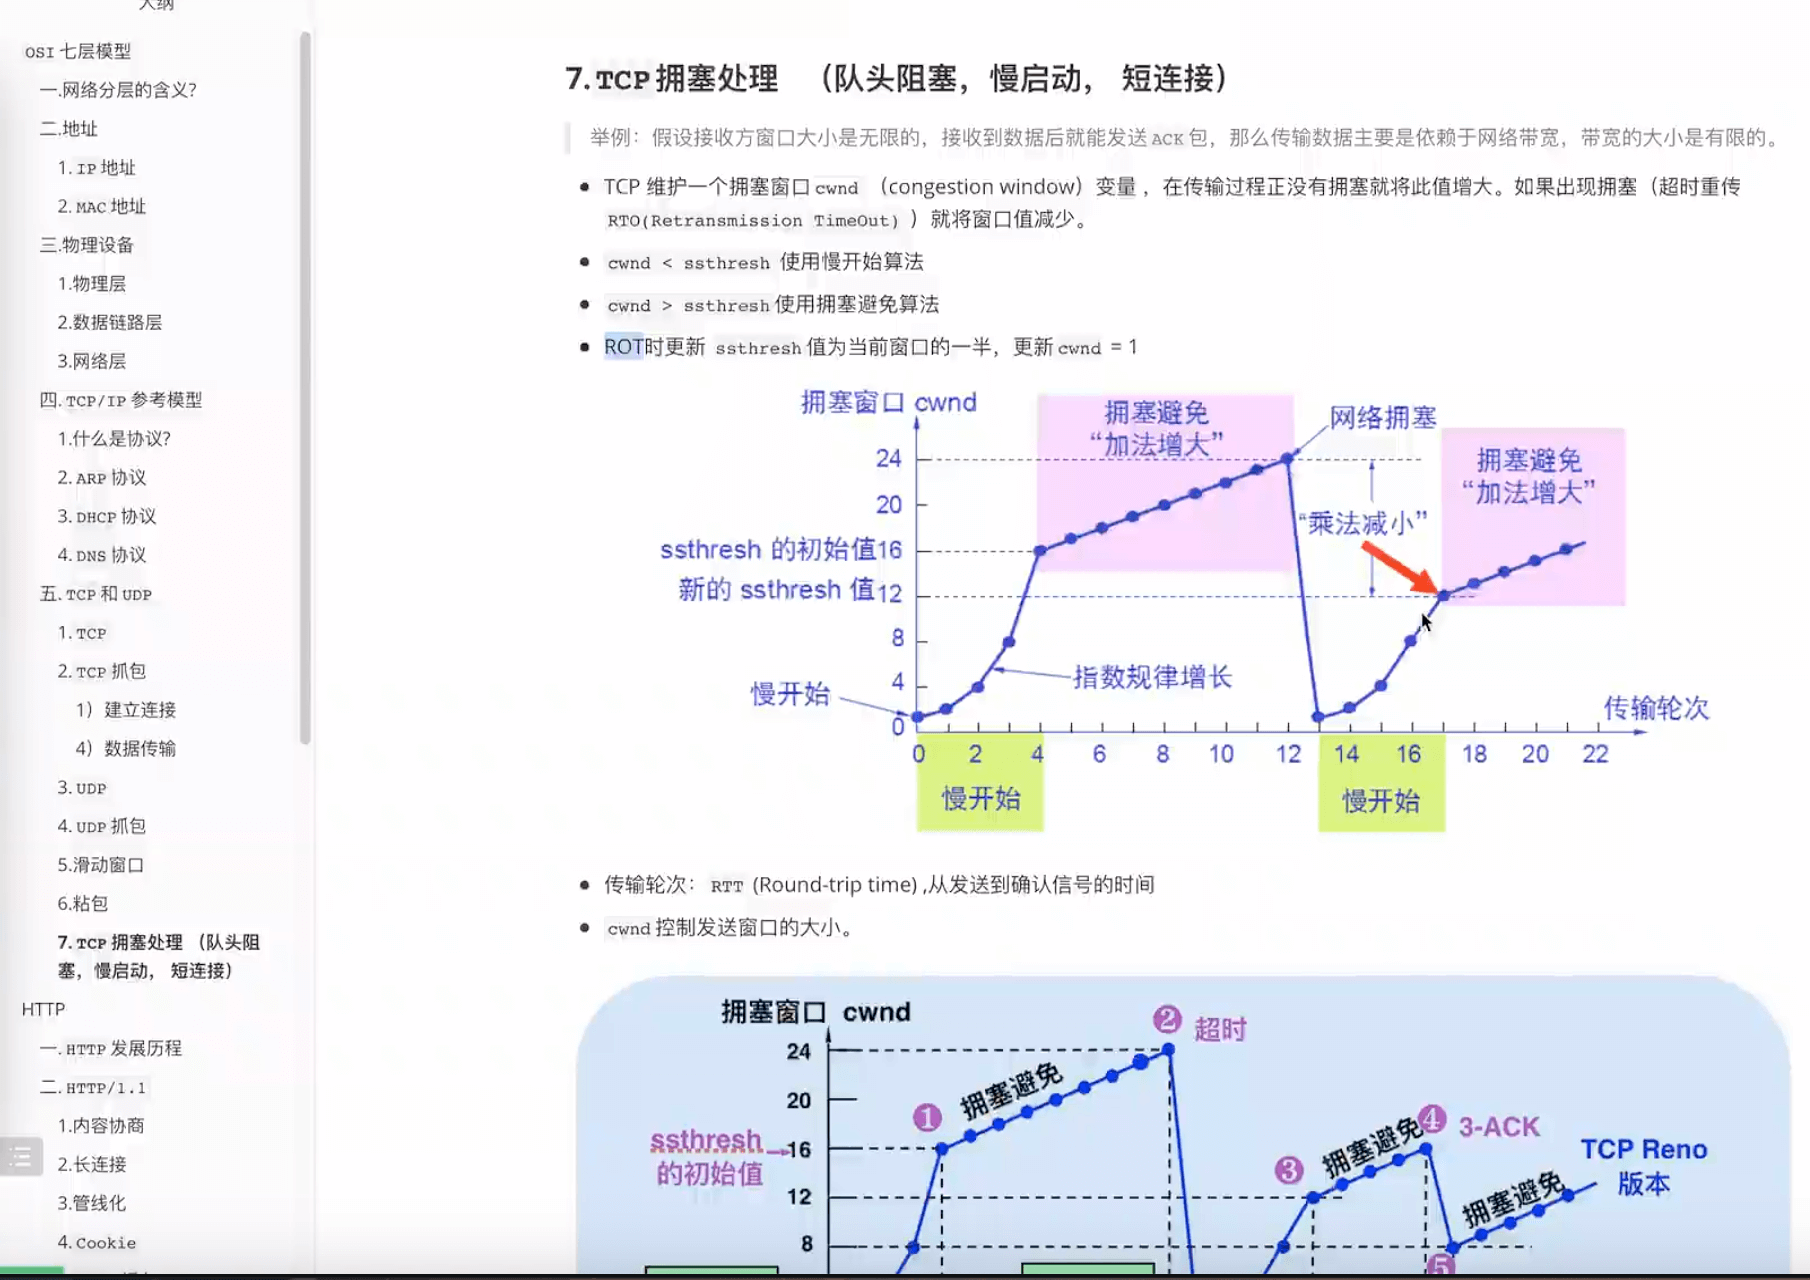 大纲
OSI 七层模型
一.网络分层的含义?
二.地址
1. IP 地址
2. MAC 地址
三.物理设备
1.物理层
2.数据链路层
3.网络层
四. TCP/IP 参考模型
1.什么是协议?
2. ARP 协议
3. DHCP 协议
4. DNS 协议
五. TCP 和 UDP
1. TCP
2. TCP 抓包
1）建立连接
4）数据传输
3. UDP
4. UDP 抓包
5.滑动窗口
6.粘包
7. TCP 拥塞处理 （队头阻
塞，慢启动， 短连接）
HTTP
一. HTTP 发展历程
二. HTTP/1.1
1.内容协商
2.长连接
3.管线化
4. Cookie
7. TCP 拥塞处理 （队头阻塞，慢启动， 短连接）
举例：假设接收方窗口大小是无限的，接收到数据后就能发送 ACK 包，那么传输数据主要是依赖于网络带宽，带宽的大小是有限的。
• TCP 维护一个拥塞窗口 cwnd （congestion window）变量 ，在传输过程正没有拥塞就将此值增大。如果出现拥塞（超时重传
RTO(Retransmission TimeOut) ）就将窗口值减少。
• cwnd < ssthresh 使用慢开始算法
• cwnd > ssthresh 使用拥塞避免算法
• ROT时更新 ssthresh 值为当前窗口的一半，更新 cwnd = 1
拥塞窗口 cwnd
拥塞避免
“加法增大”
网络拥塞
拥塞避免
“加法增大”
24
20
“乘法减小”
ssthresh 的初始值16
新的 ssthresh 值12
8
4
指数规律增长
慢开始
0
传输轮次
0 2 4 6 8 10 12 14 16 18 20 22
慢开始
慢开始
• 传输轮次： RTT (Round-trip time) ,从发送到确认信号的时间
• cwnd 控制发送窗口的大小。
拥塞窗口 cwnd
2 超时
24
拥塞避免
20
1
4 3-ACK
ssthresh
的初始值
16
拥塞避免
3
TCP Reno
版本
12
拥塞避免
8
5